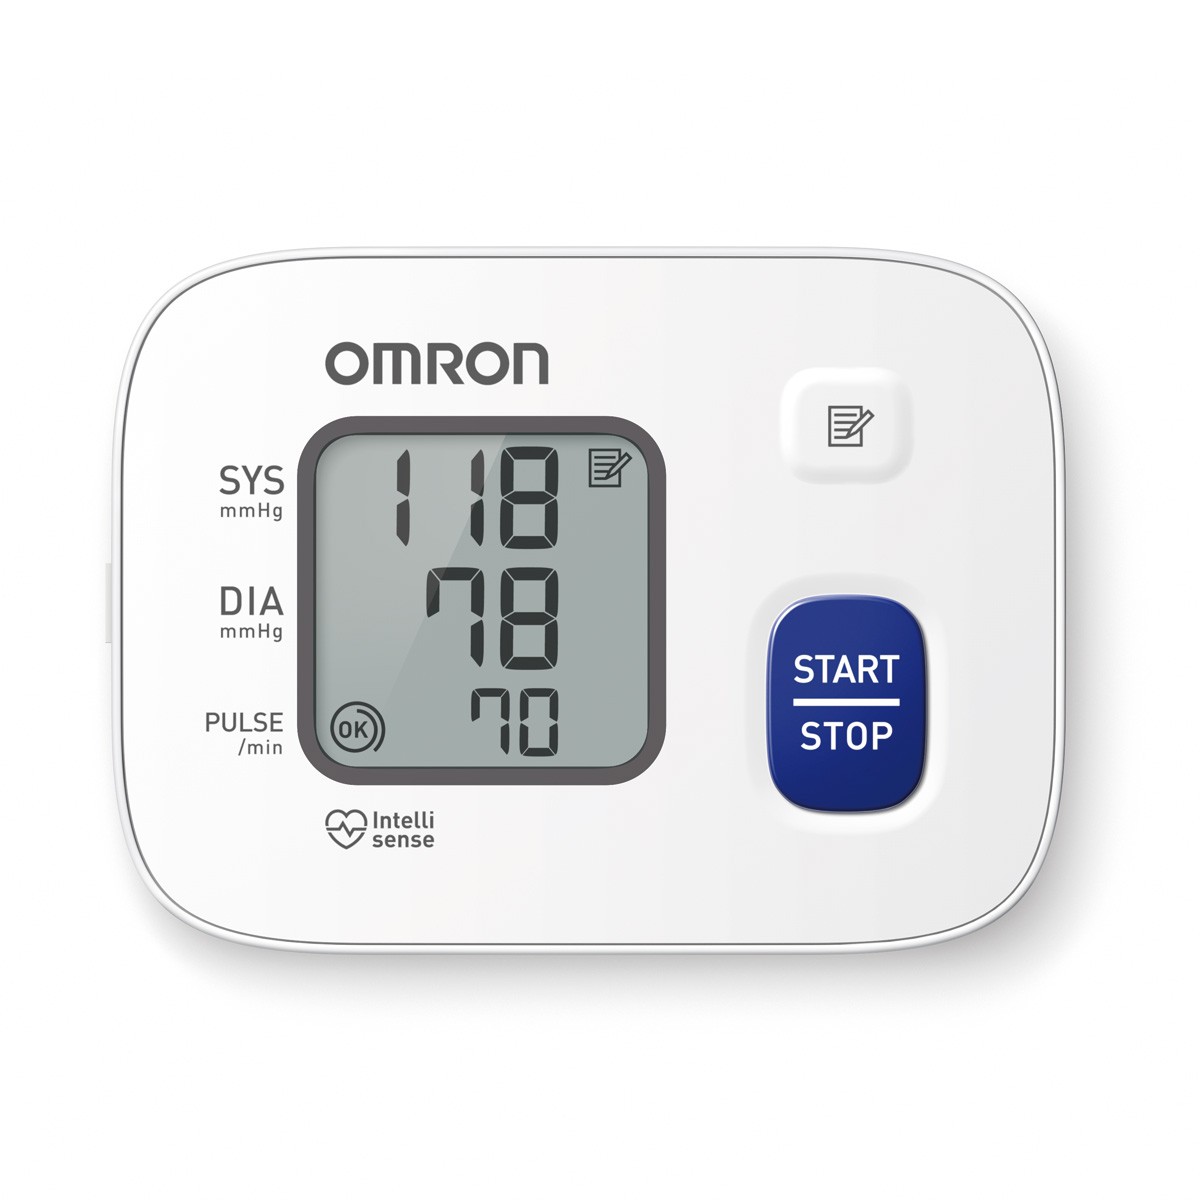 OMRON
SYS
mmHg
118
DIA
mmHg
78
PULSE
/min
70
OK
Intelli
sense
START
STOP